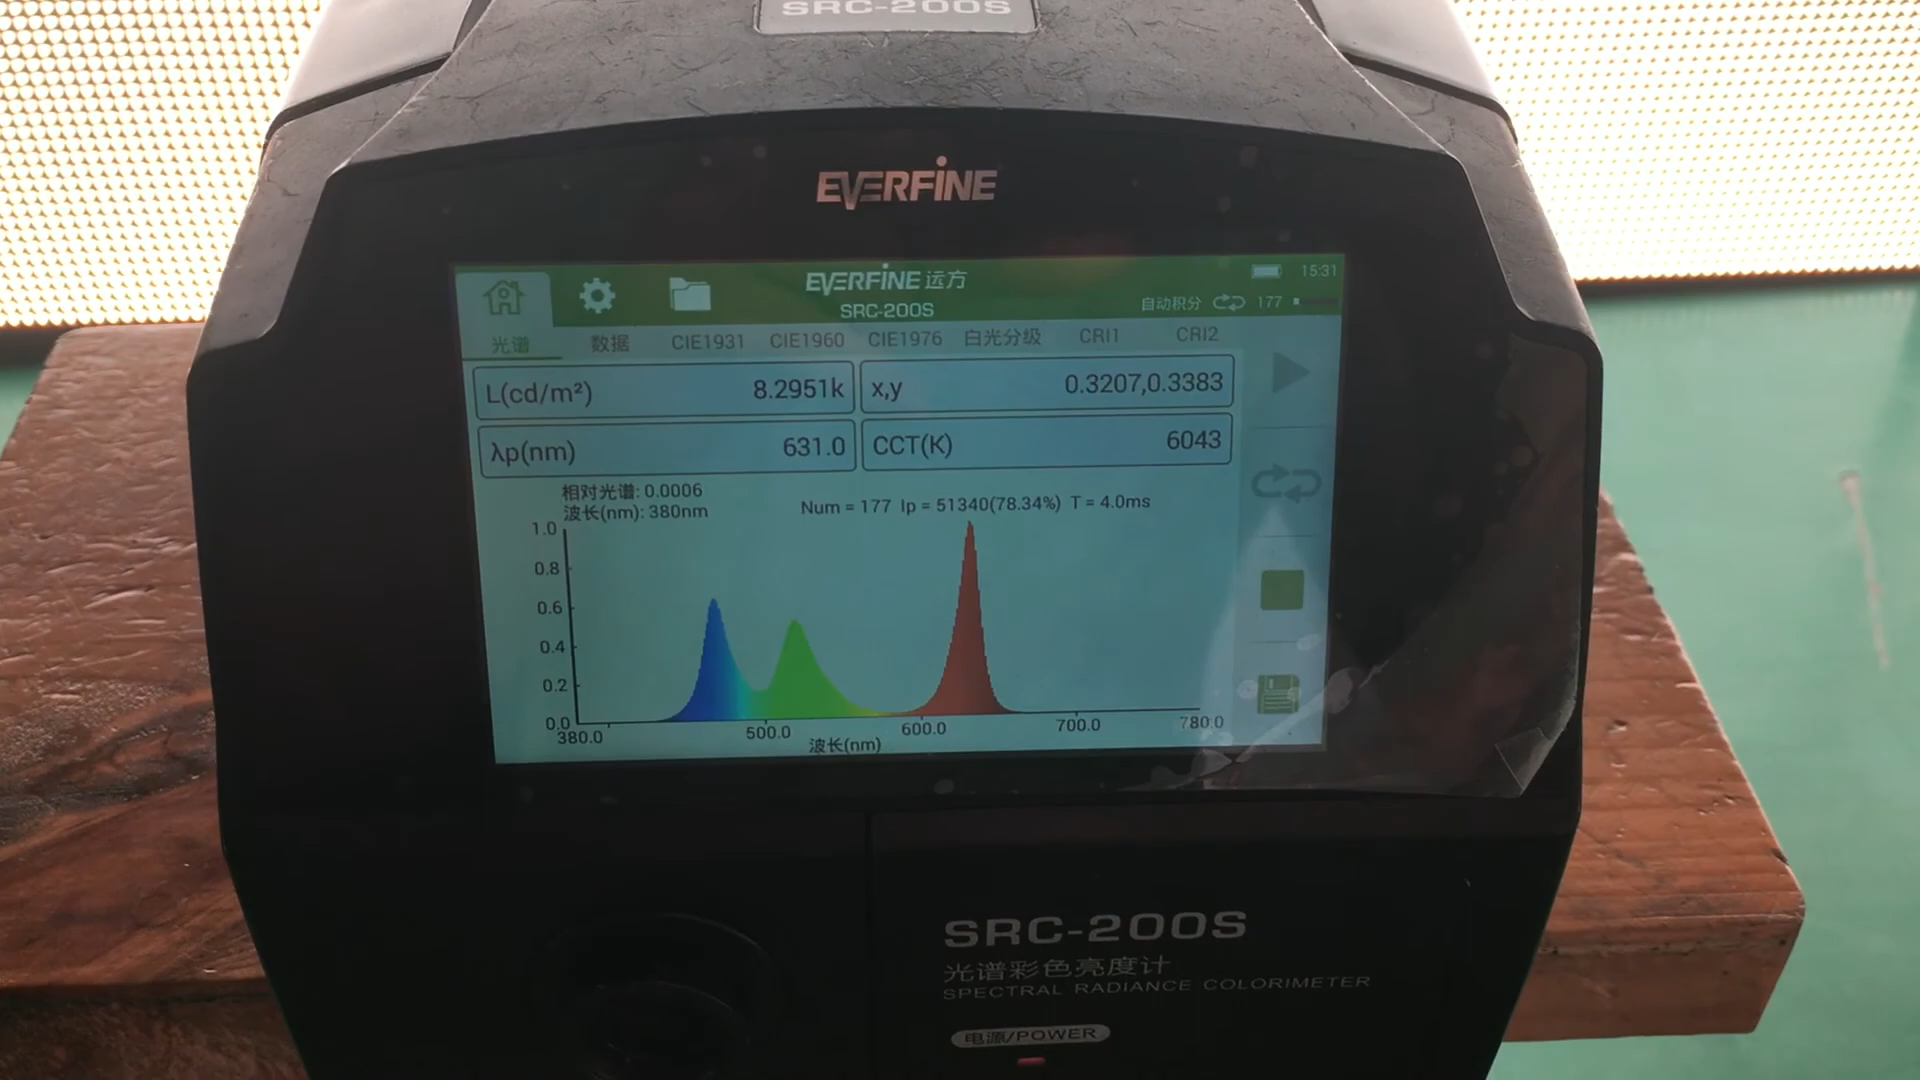 SRC-200S
EVERFINE
EVERFINE 远方
15:31
SRC-200S
自动积分 177
光谱 数据 CIE1931 CIE1960 CIE1976 白光分级 CRI1 CRI2
L(cd/m²) 8.2951k x,y 0.3207,0.3383
λp(nm) 631.0 CCT(K) 6043
相对光谱: 0.0006
波长(nm): 380nm
Num = 177 Ip = 51340(78.34%) T = 4.0ms
1.0
0.8
0.6
0.4
0.2
0.0
380.0 500.0 600.0 700.0 780.0
波长(nm)
SRC-200S
光谱彩色亮度计
SPECTRAL RADIANCE COLORIMETER
电源/POWER